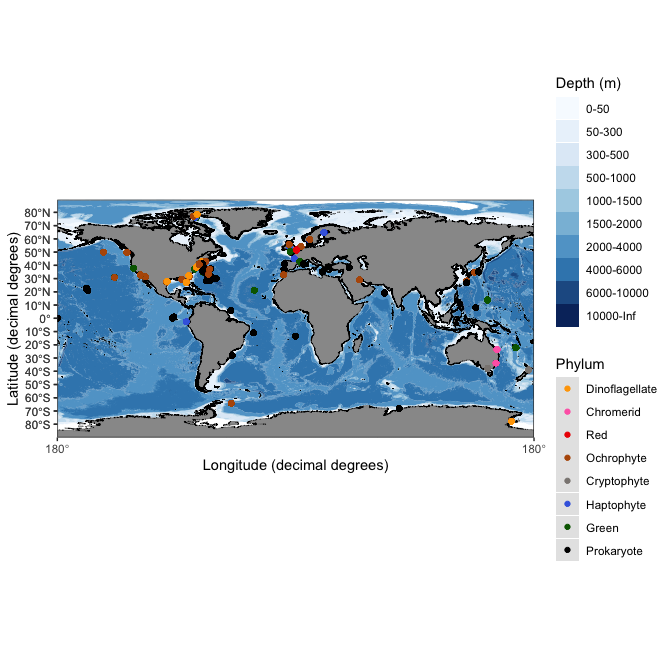 Depth (m)
0-50
50-300
300-500
500-1000
1000-1500
1500-2000
2000-4000
4000-6000
6000-10000
10000-Inf
Latitude (decimal degrees)
80°N
70°N
60°N
50°N
40°N
30°N
20°N
10°N
0°
10°S
20°S
30°S
40°S
50°S
60°S
70°S
80°S
180°
180°
Longitude (decimal degrees)
Phylum
Dinoflagellate
Chromerid
Red
Ochrophyte
Cryptophyte
Haptophyte
Green
Prokaryote